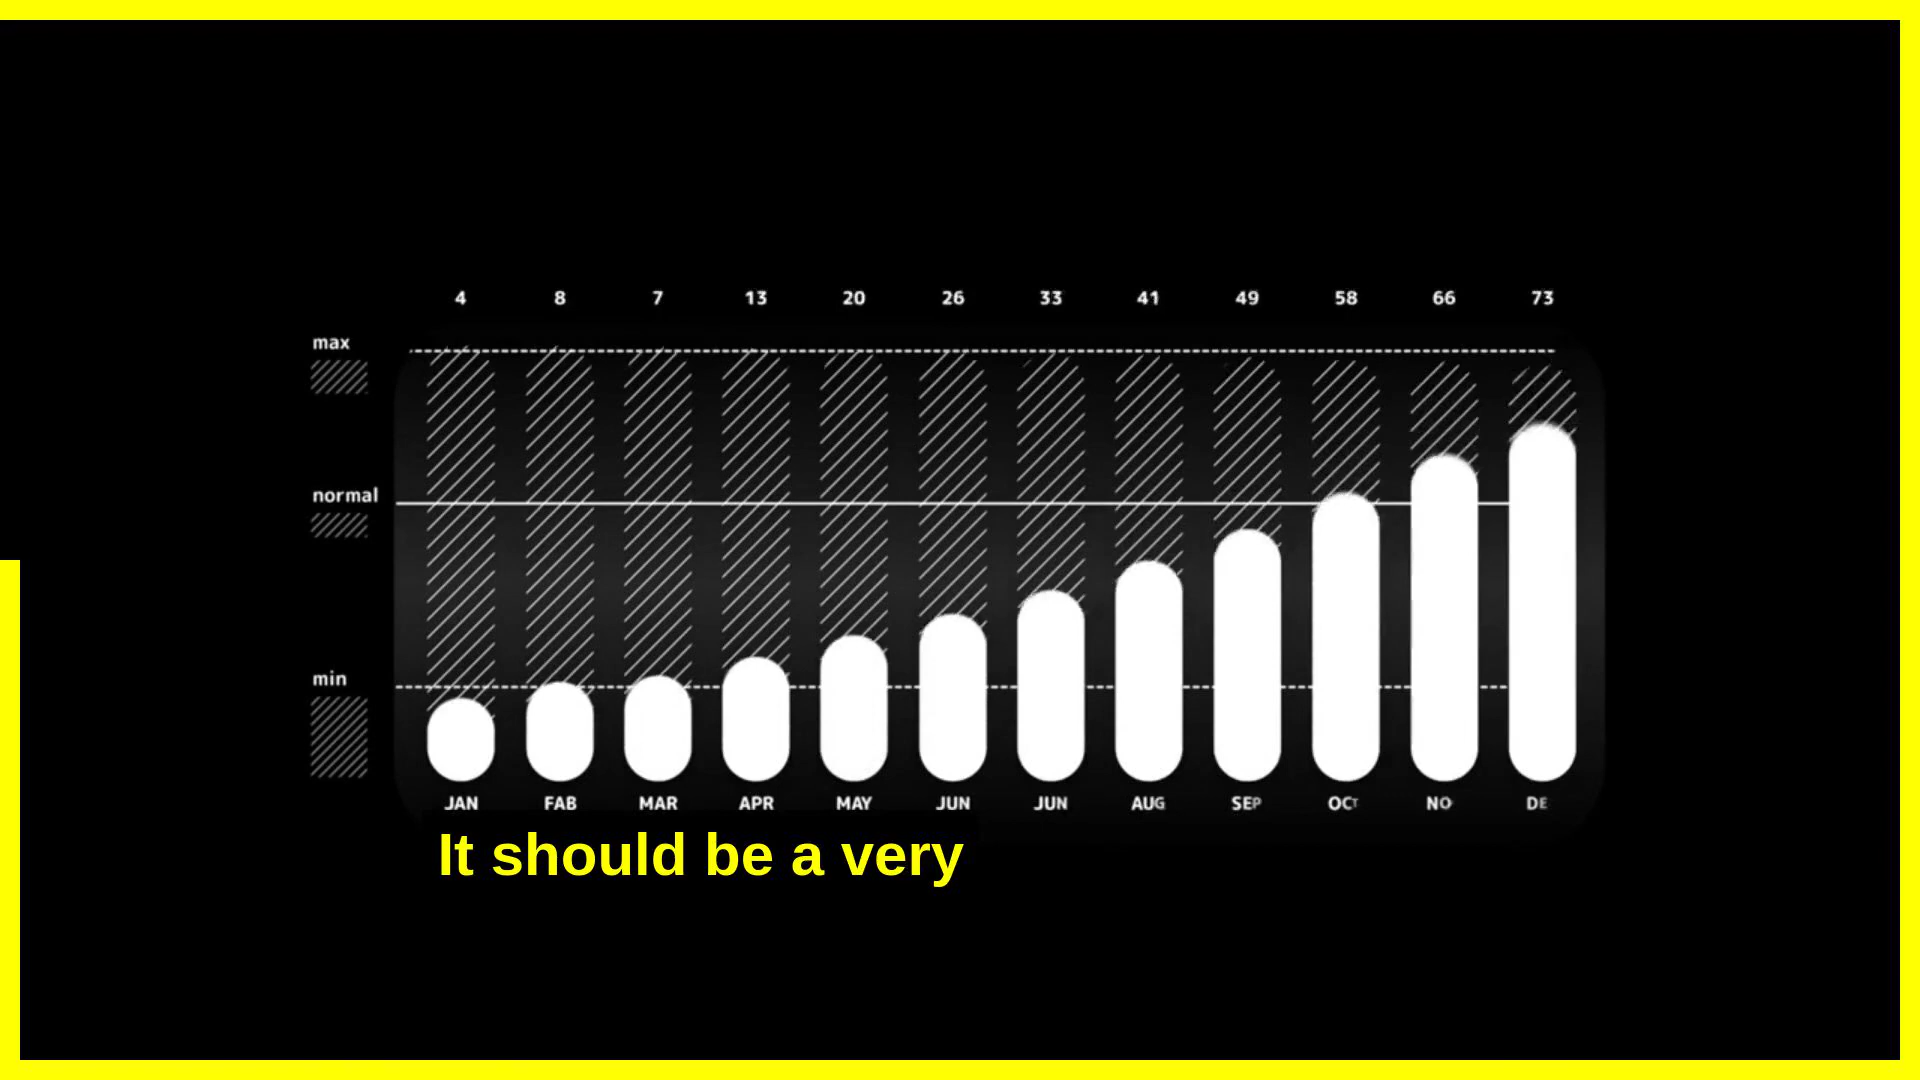 4 8 7 13 20 26 33 41 49 58 66 73
max
normal
min
JAN FAB MAR APR MAY JUN JUN AUG SEP OCT NO DE
It should be a very